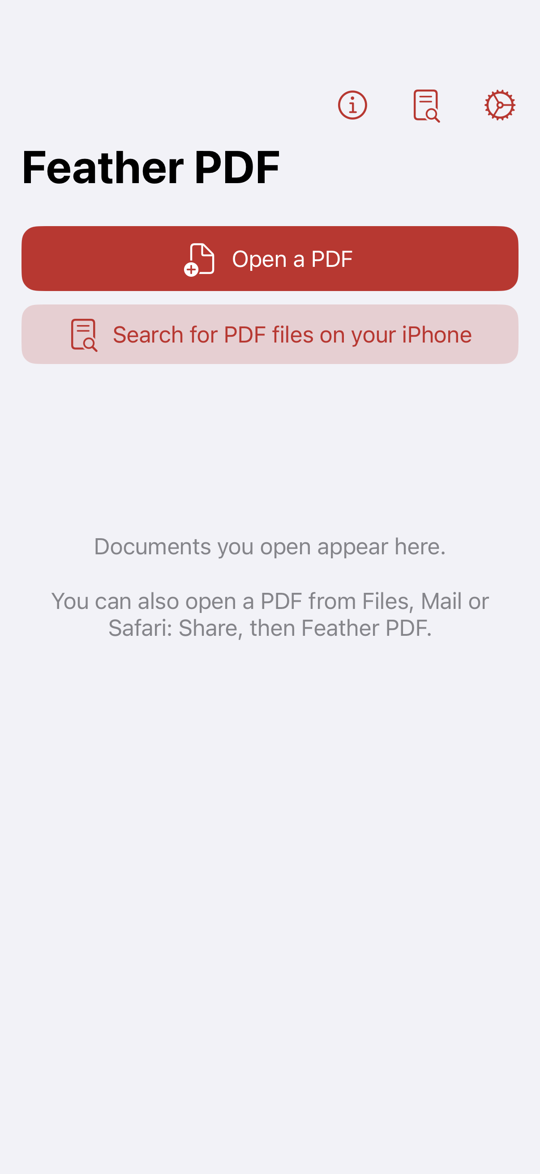 Feather PDF
Open a PDF
Search for PDF files on your iPhone
Documents you open appear here.
You can also open a PDF from Files, Mail or
Safari: Share, then Feather PDF.